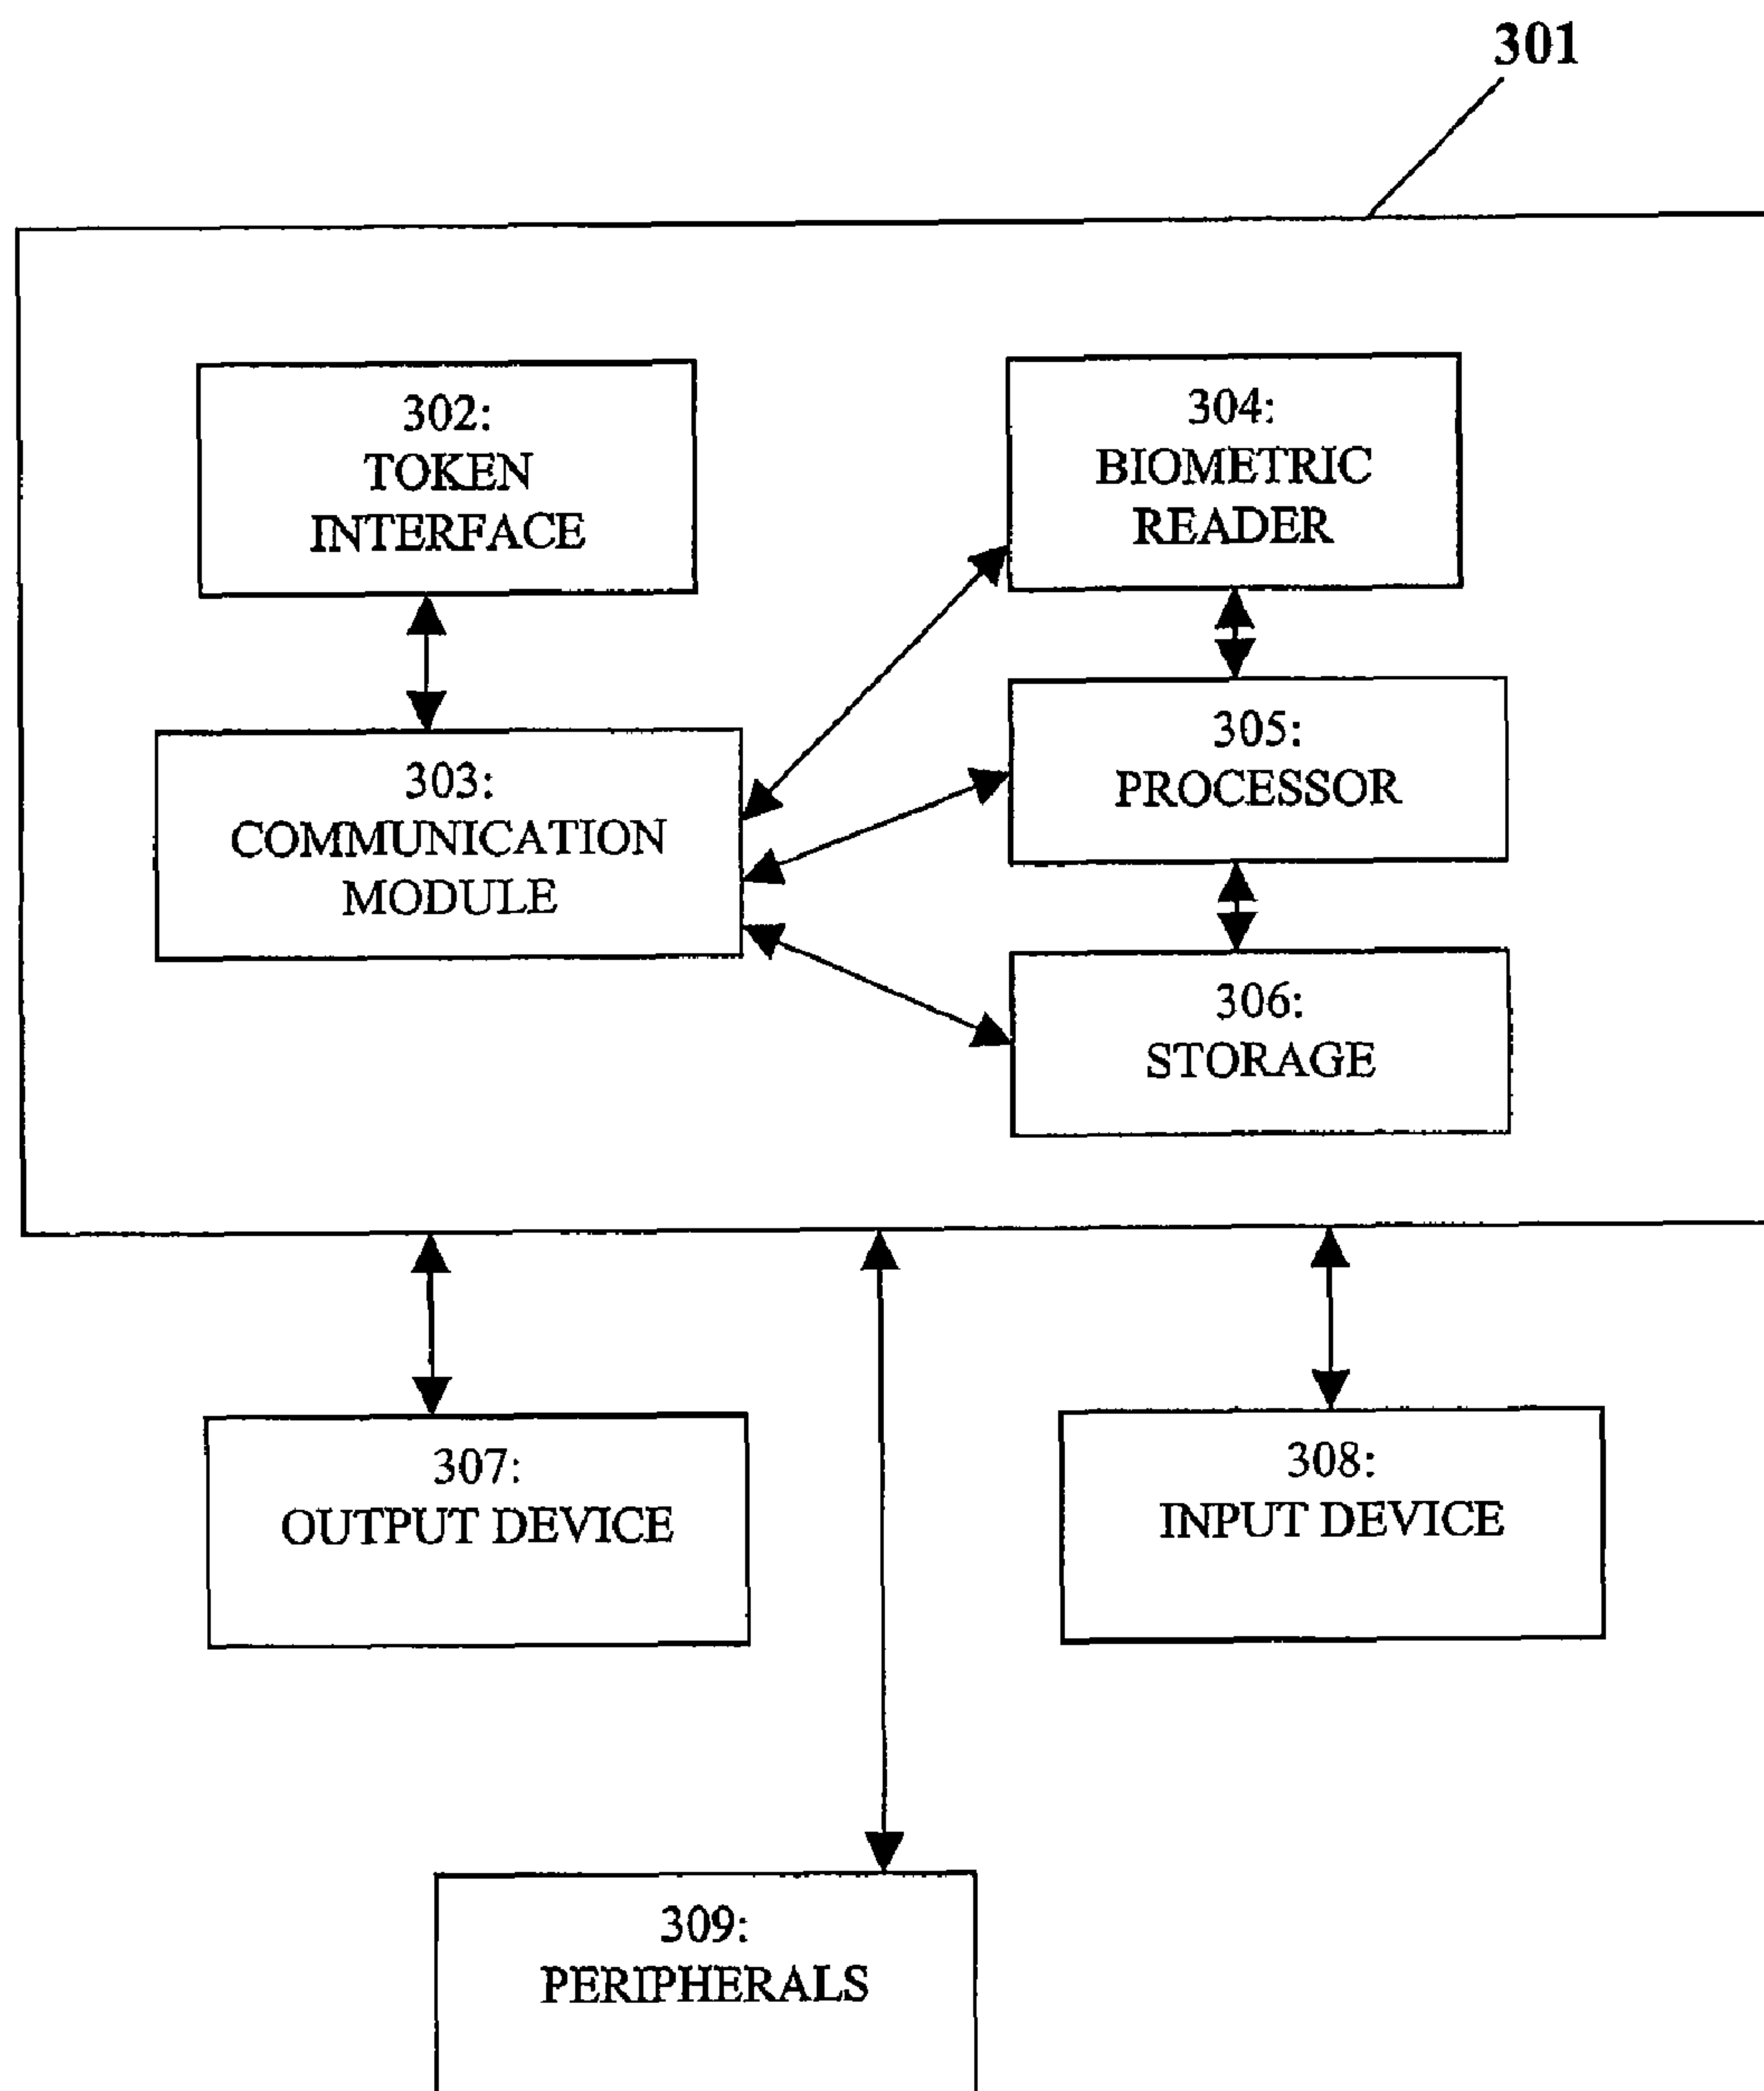 301
302:
TOKEN
INTERFACE
304:
BIOMETRIC
READER
303:
COMMUNICATION
MODULE
305:
PROCESSOR
306:
STORAGE
307:
OUTPUT DEVICE
308:
INPUT DEVICE
309:
PERIPHERALS